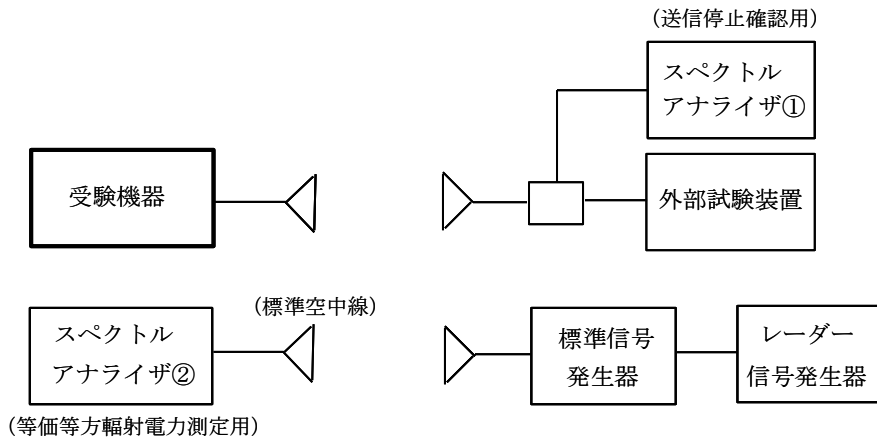 (送信停止確認用)
スペクトル
アナライザ①
受験機器
外部試験装置
(標準空中線)
スペクトル
アナライザ②
標準信号
発生器
レーダー
信号発生器
(等価等方輻射電力測定用)